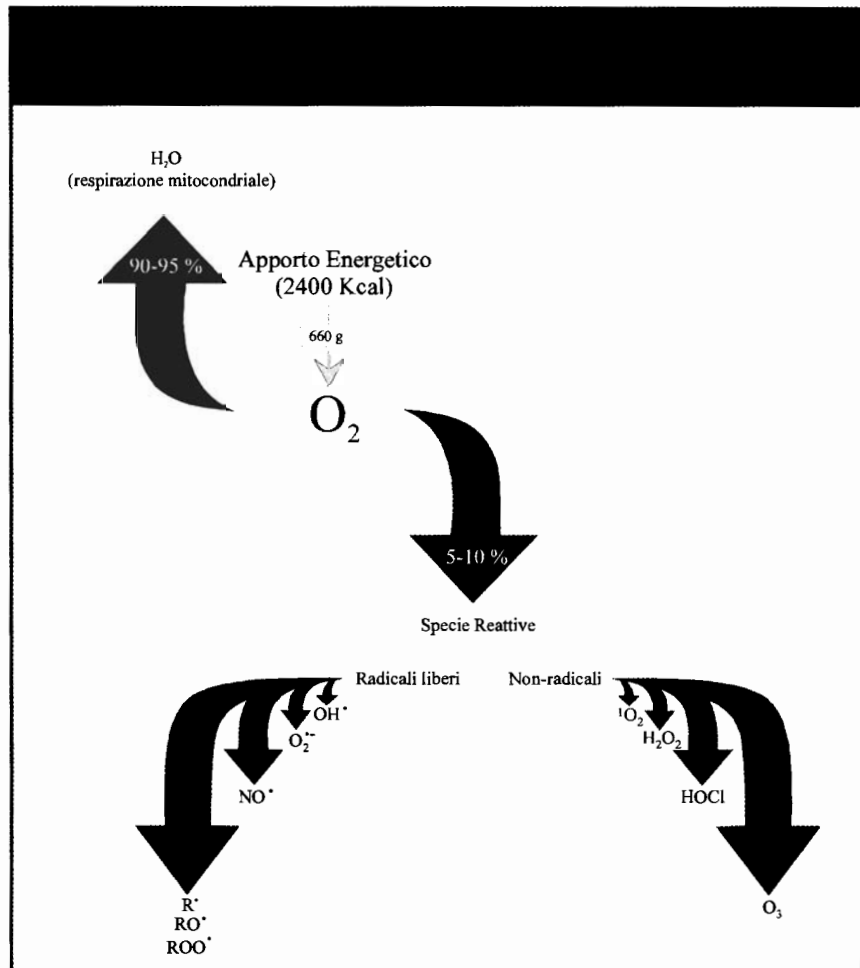 H₂O
(respirazione mitocondriale)
90-95 %
Apporto Energetico
(2400 Kcal)
660 g
O₂
5-10 %
Specie Reattive
Radicali liberi
Non-radicali
OH•
O₂•−
NO•
R•
RO•
ROO•
¹O₂
H₂O₂
HOCl
O₃